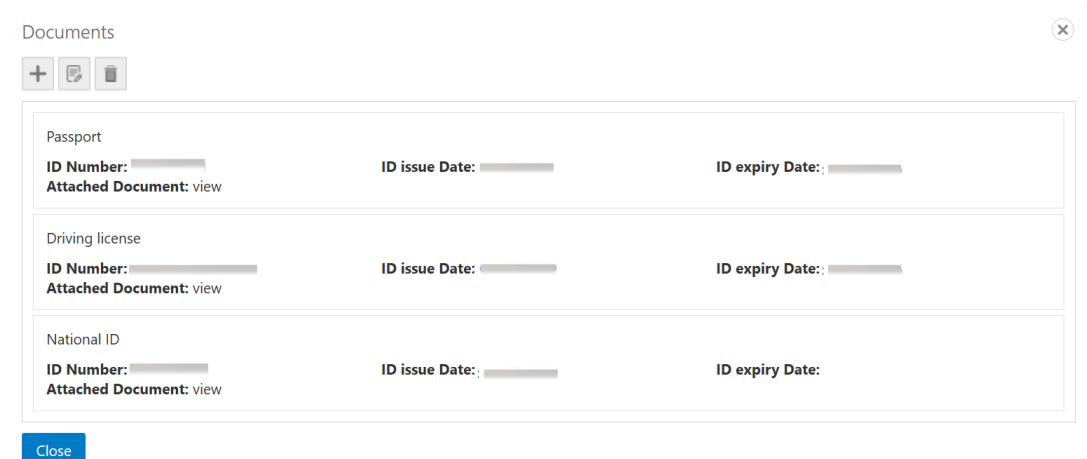 Documents
Passport
ID Number: ID issue Date: ID expiry Date:
Attached Document: view
Driving license
ID Number: ID issue Date: ID expiry Date:
Attached Document: view
National ID
ID Number: ID issue Date: ID expiry Date:
Attached Document: view
Close